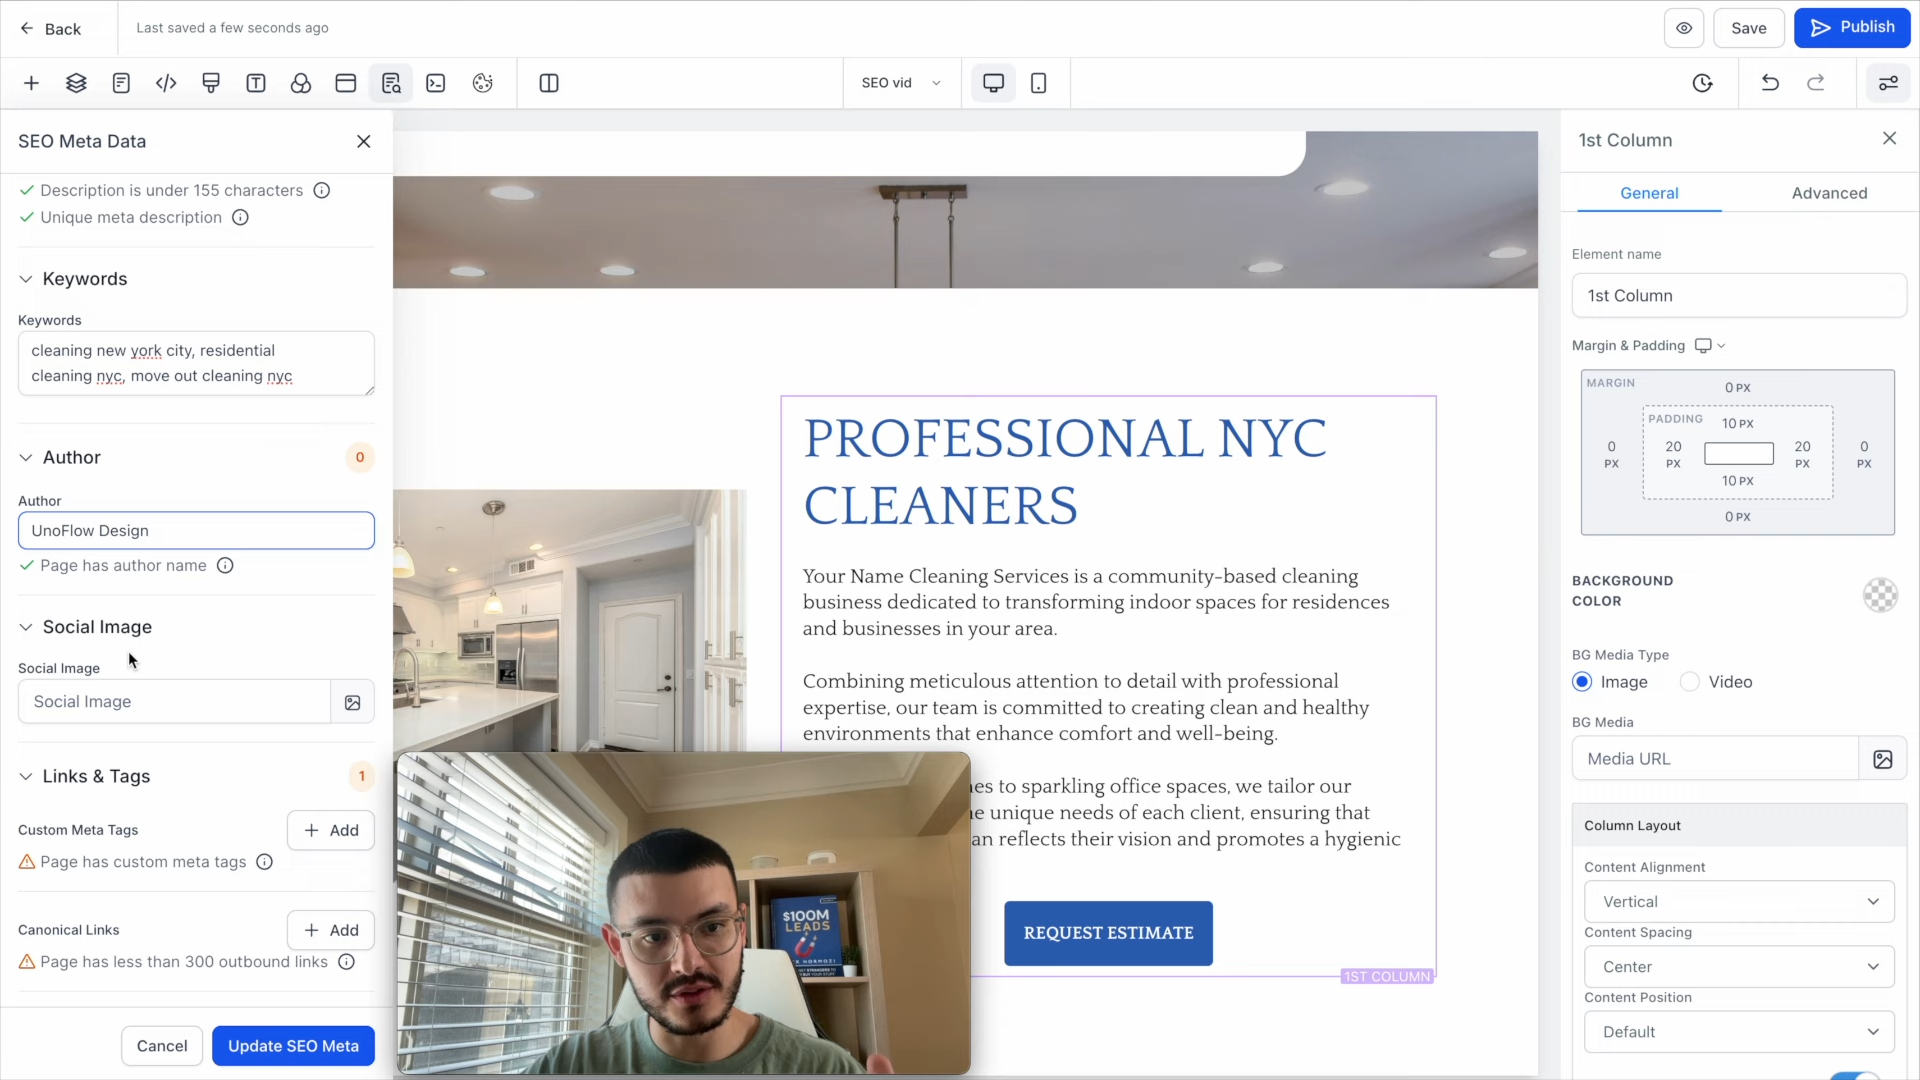 Back
Last saved a few seconds ago
Save
Publish
SEO vid
SEO Meta Data
Description is under 155 characters
Unique meta description
Keywords
Keywords
cleaning new york city, residential
cleaning nyc, move out cleaning nyc
Author
0
Author
UnoFlow Design
Page has author name
Social Image
Social Image
Social Image
Links & Tags
1
Custom Meta Tags
Add
Page has custom meta tags
Canonical Links
Add
Page has less than 300 outbound links
Cancel
Update SEO Meta
PROFESSIONAL NYC
CLEANERS
Your Name Cleaning Services is a community-based cleaning
business dedicated to transforming indoor spaces for residences
and businesses in your area.
Combining meticulous attention to detail with professional
expertise, our team is committed to creating clean and healthy
environments that enhance comfort and well-being.
to sparkling office spaces, we tailor our
unique needs of each client, ensuring that
reflects their vision and promotes a hygienic
REQUEST ESTIMATE
1ST COLUMN
$100M
LEADS
1st Column
General
Advanced
Element name
1st Column
Margin & Padding
MARGIN
0 PX
PADDING
10 PX
0 PX
20 PX
20 PX
0 PX
10 PX
0 PX
BACKGROUND
COLOR
BG Media Type
Image
Video
BG Media
Media URL
Column Layout
Content Alignment
Vertical
Content Spacing
Center
Content Position
Default